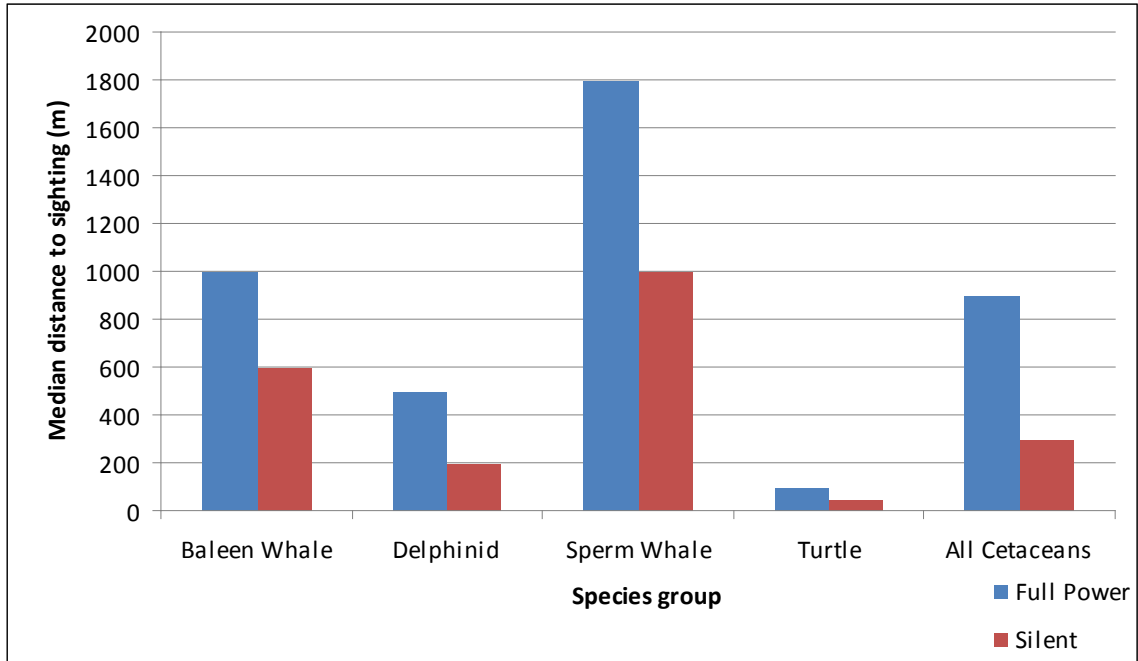 Median distance to sighting (m)
2000
1800
1600
1400
1200
1000
800
600
400
200
0
Baleen Whale
Delphinid
Sperm Whale
Turtle
All Cetaceans
Species group
Full Power
Silent